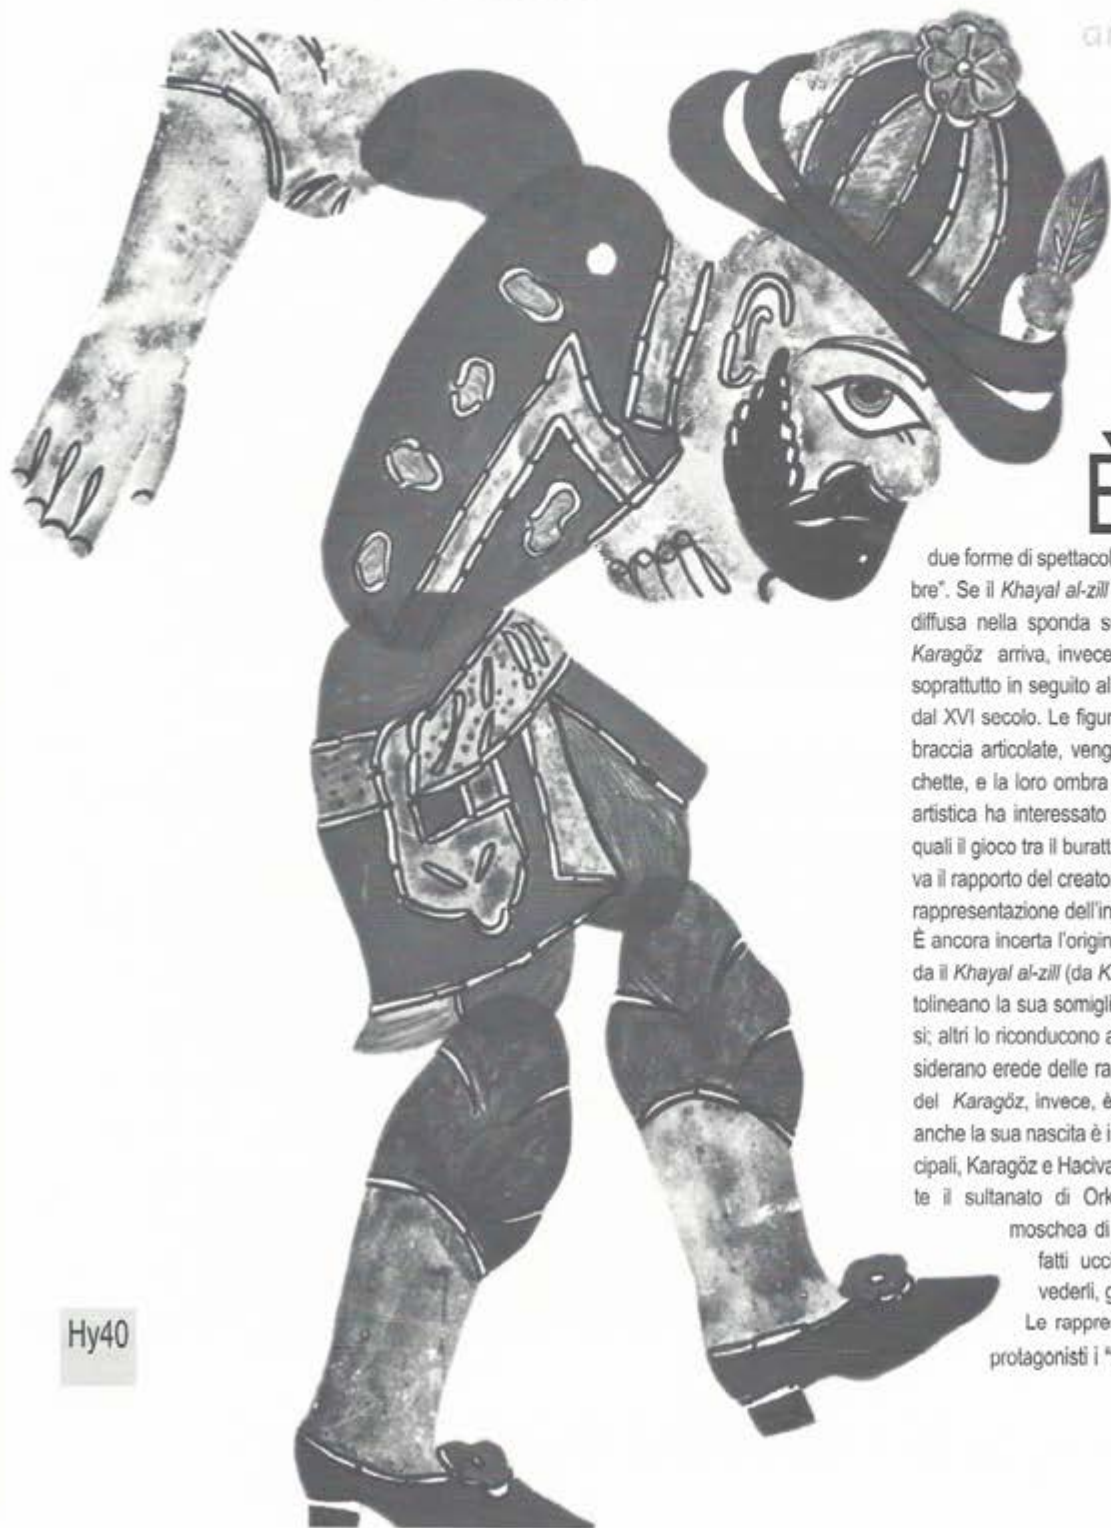 ar
È
due forme di spettacol
bre”. Se il Khayal al-zill
diffusa nella sponda s
Karagöz arriva, invece
soprattutto in seguito al
dal XVI secolo. Le figur
braccia articolate, veng
chette, e la loro ombra
artistica ha interessato
quali il gioco tra il buratt
va il rapporto del creato
rappresentazione dell’in
È ancora incerta l’origin
da il Khayal al-zill (da K
tolineano la sua somigli
si; altri lo riconducono a
siderano erede delle ra
del Karagöz, invece, è
anche la sua nascita è i
cipali, Karagöz e Haciva
te il sultanato di Ork
moschea di
fatti ucc
vederli, g
Le rappre
protagonisti i “
Hy40